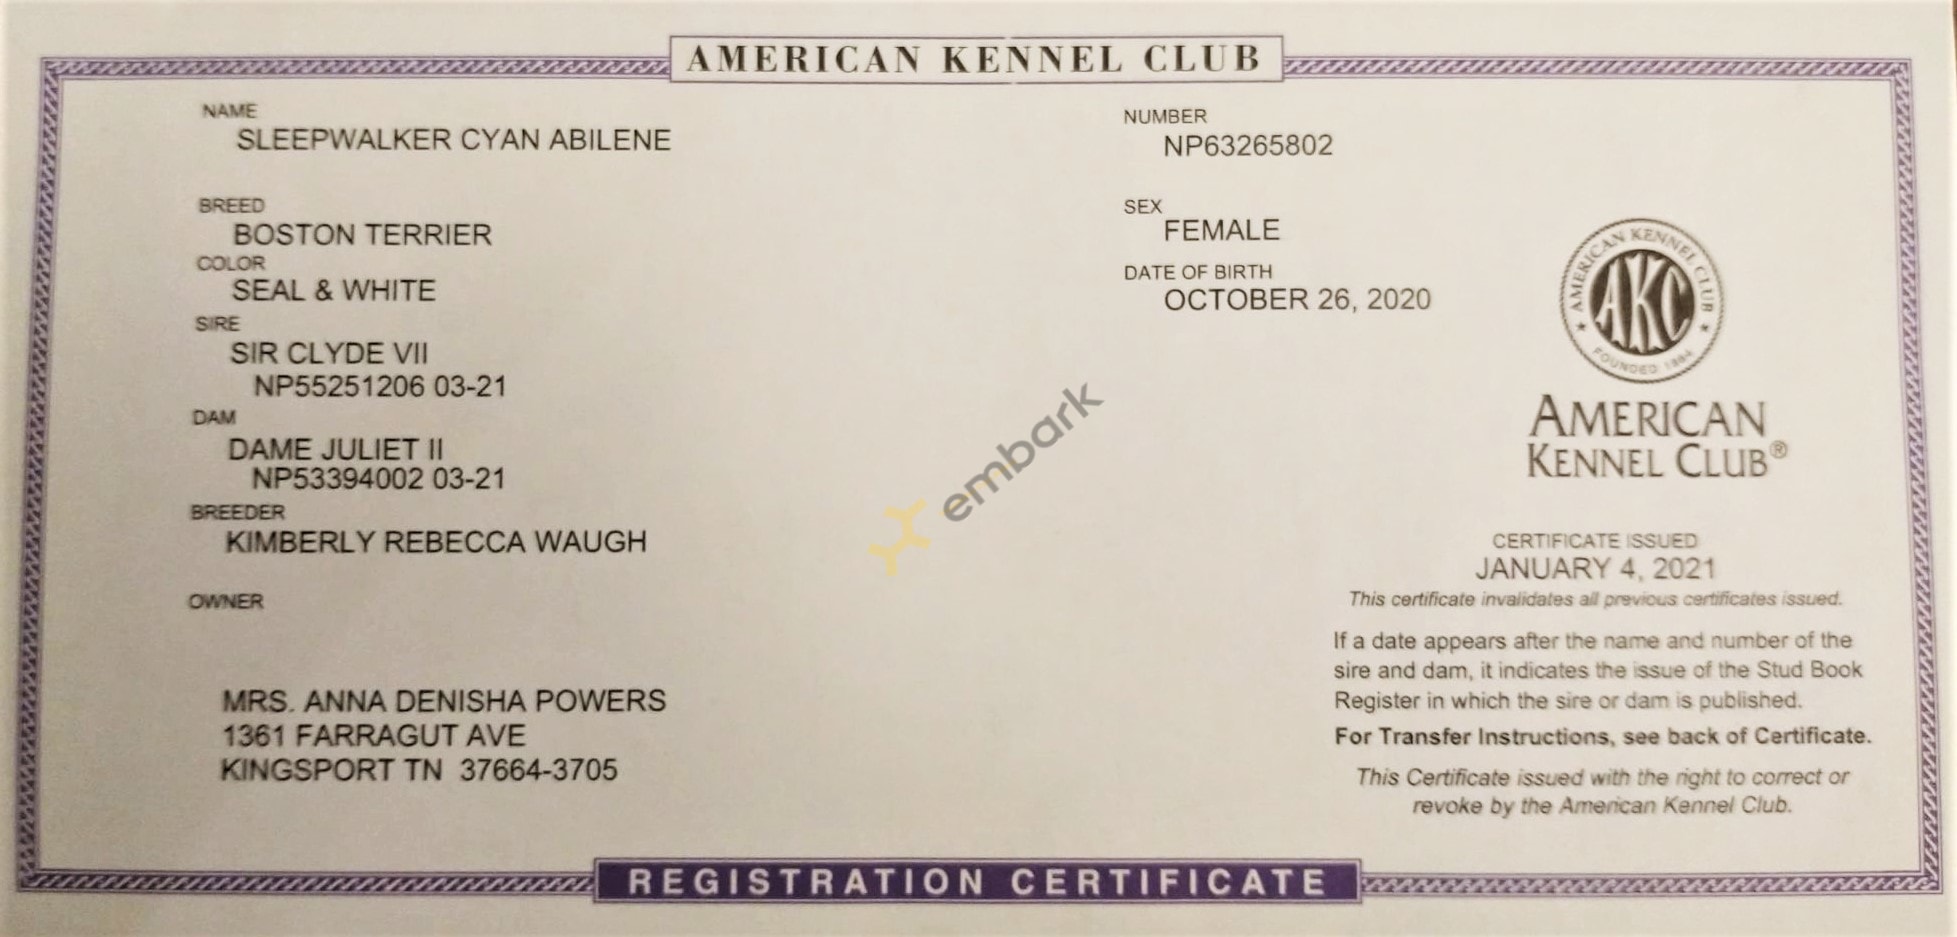 AMERICAN KENNEL CLUB
NAME
SLEEPWALKER CYAN ABILENE
NUMBER
NP63265802
BREED
BOSTON TERRIER
SEX
FEMALE
COLOR
SEAL & WHITE
DATE OF BIRTH
OCTOBER 26, 2020
SIRE
SIR CLYDE VII
NP55251206 03-21
DAM
DAME JULIET II
NP53394002 03-21
BREEDER
KIMBERLY REBECCA WAUGH
OWNER
MRS. ANNA DENISHA POWERS
1361 FARRAGUT AVE
KINGSPORT TN 37664-3705
embark
AMERICAN KENNEL CLUB
AKC
FOUNDED 1884
AMERICAN
KENNEL CLUB®
CERTIFICATE ISSUED
JANUARY 4, 2021
This certificate invalidates all previous certificates issued.
If a date appears after the name and number of the
sire and dam, it indicates the issue of the Stud Book
Register in which the sire or dam is published.
For Transfer Instructions, see back of Certificate.
This Certificate issued with the right to correct or
revoke by the American Kennel Club.
REGISTRATION CERTIFICATE